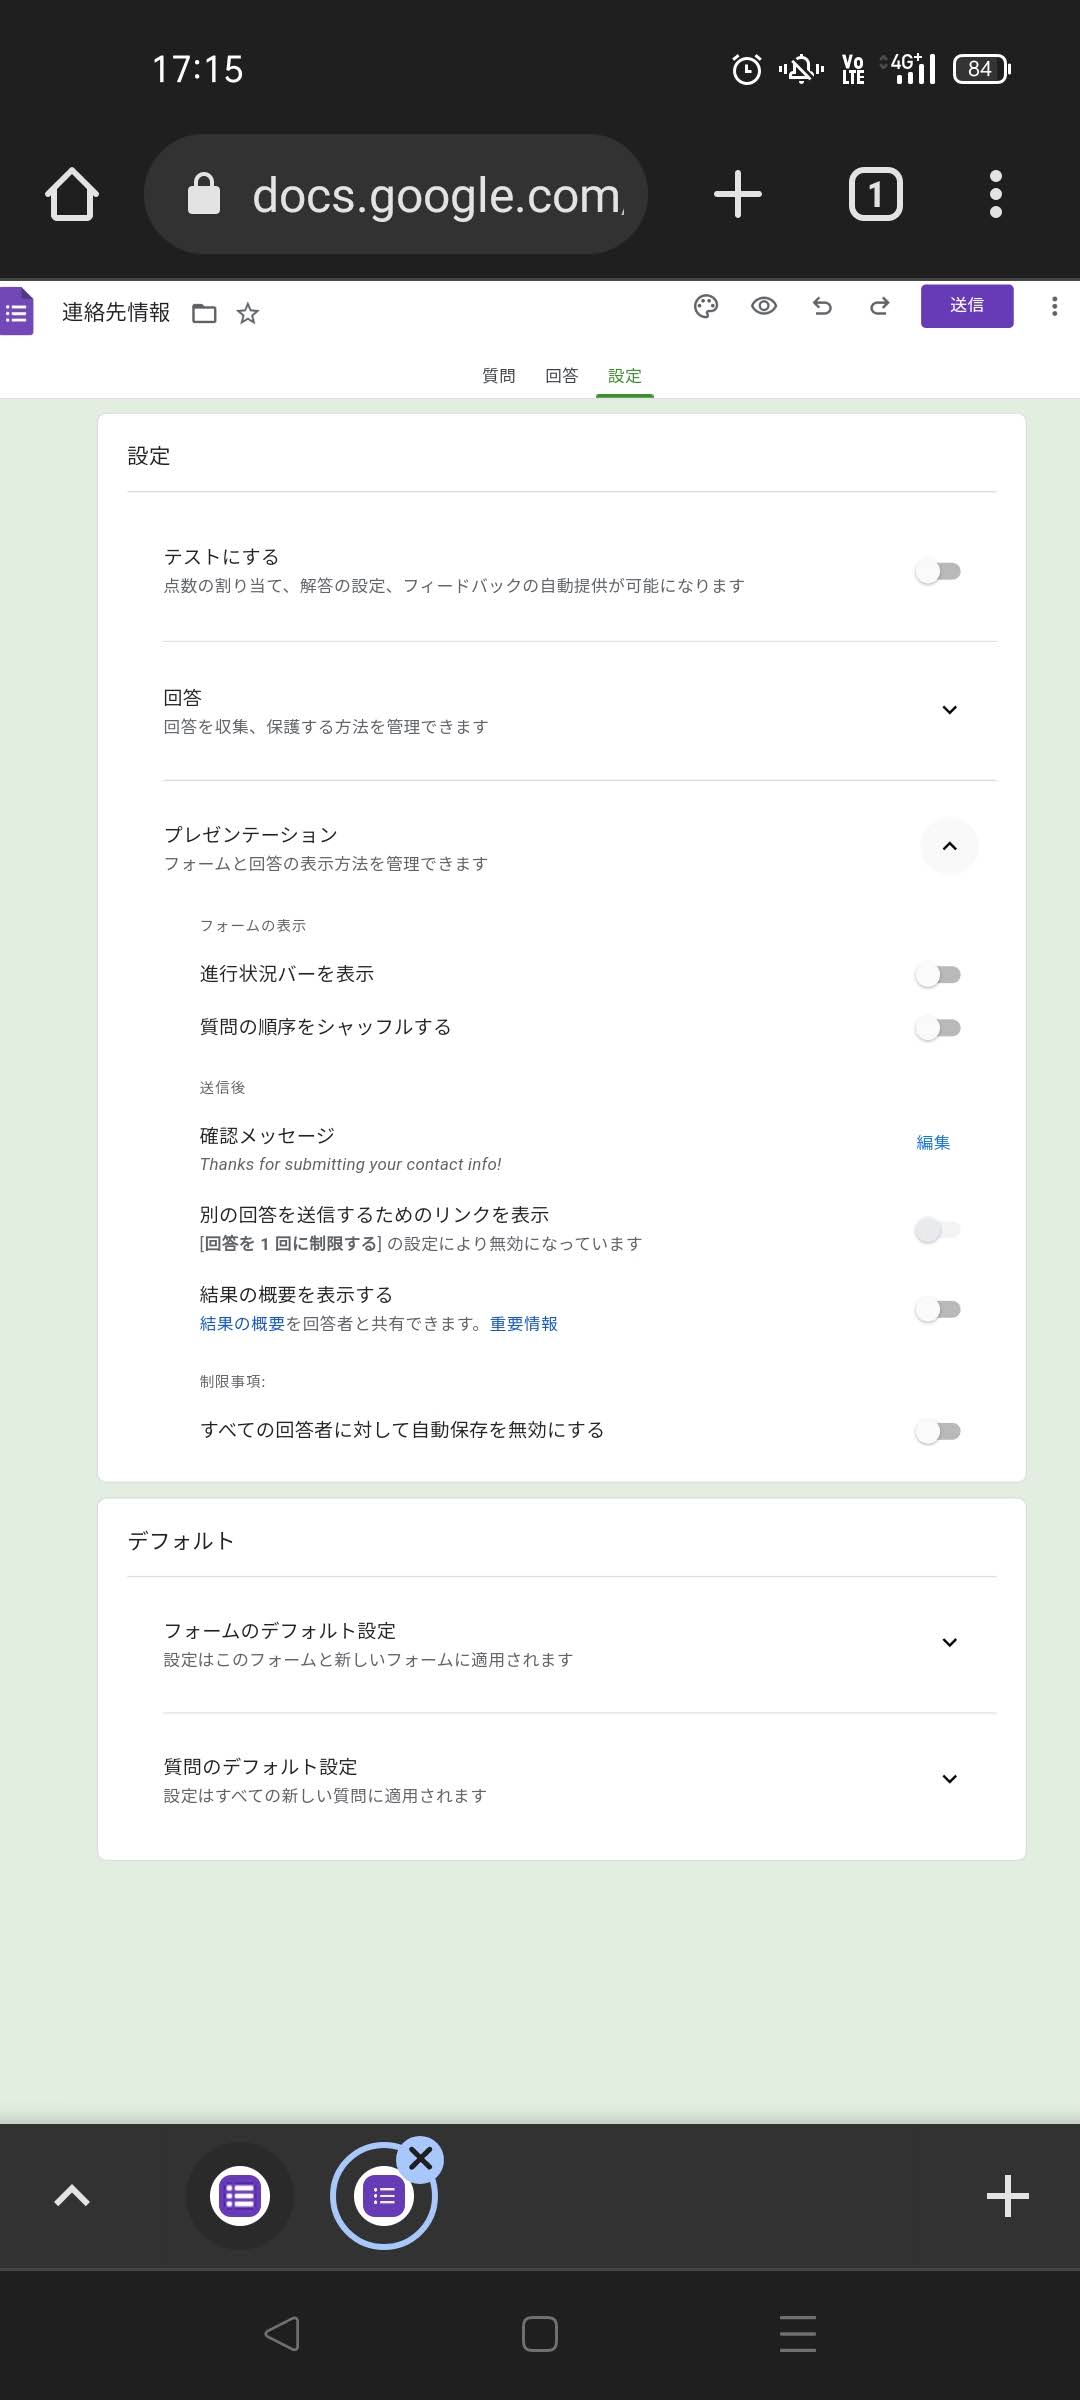 17:15
Vo LTE
4G+
84
docs.google.com
1
連絡先情報
送信
質問 回答 設定
設定
テストにする
点数の割り当て、解答の設定、フィードバックの自動提供が可能になります
回答
回答を収集、保護する方法を管理できます
プレゼンテーション
フォームと回答の表示方法を管理できます
フォームの表示
進行状況バーを表示
質問の順序をシャッフルする
送信後
確認メッセージ
編集
Thanks for submitting your contact info!
別の回答を送信するためのリンクを表示
[回答を 1 回に制限する] の設定により無効になっています
結果の概要を表示する
結果の概要を回答者と共有できます。重要情報
制限事項:
すべての回答者に対して自動保存を無効にする
デフォルト
フォームのデフォルト設定
設定はこのフォームと新しいフォームに適用されます
質問のデフォルト設定
設定はすべての新しい質問に適用されます